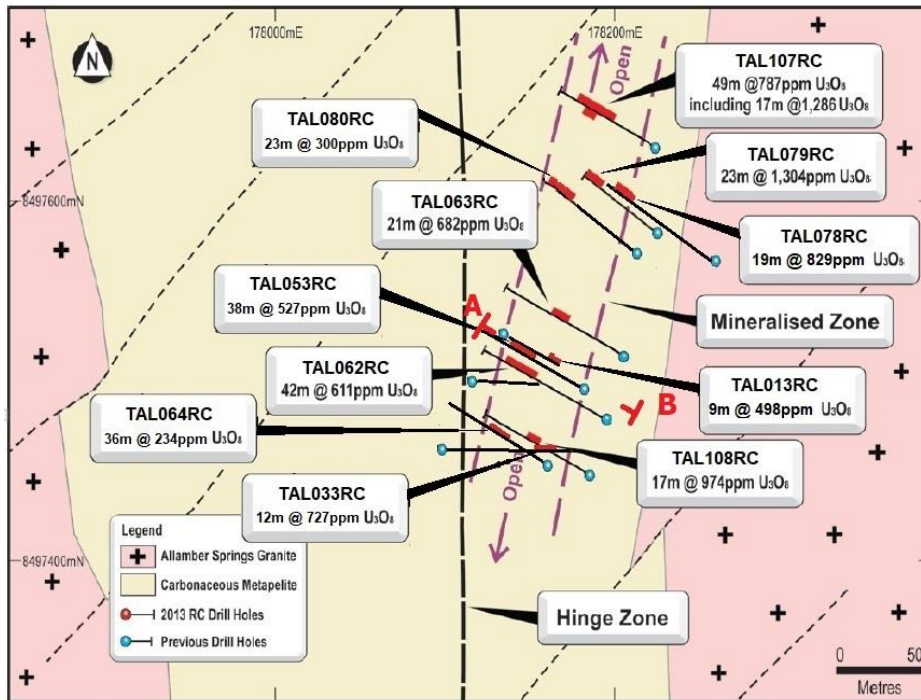 178000mE
178200mE
N
Open
TAL107RC
49m @787ppm U₃O₈
including 17m @1,286 U₃O₈
TAL080RC
23m @ 300ppm U₃O₈
TAL079RC
23m @ 1,304ppm U₃O₈
8497600mN
TAL063RC
21m @ 682ppm U₃O₈
TAL078RC
19m @ 829ppm U₃O₈
TAL053RC
38m @ 527ppm U₃O₈
A
Mineralised Zone
TAL062RC
42m @ 611ppm U₃O₈
TAL013RC
9m @ 498ppm U₃O₈
B
TAL064RC
36m @ 234ppm U₃O₈
TAL108RC
17m @ 974ppm U₃O₈
TAL033RC
12m @ 727ppm U₃O₈
Open
8497400mN
Legend
Allamber Springs Granite
Carbonaceous Metapelite
2013 RC Drill Holes
Previous Drill Holes
Hinge Zone
0 50
Metres